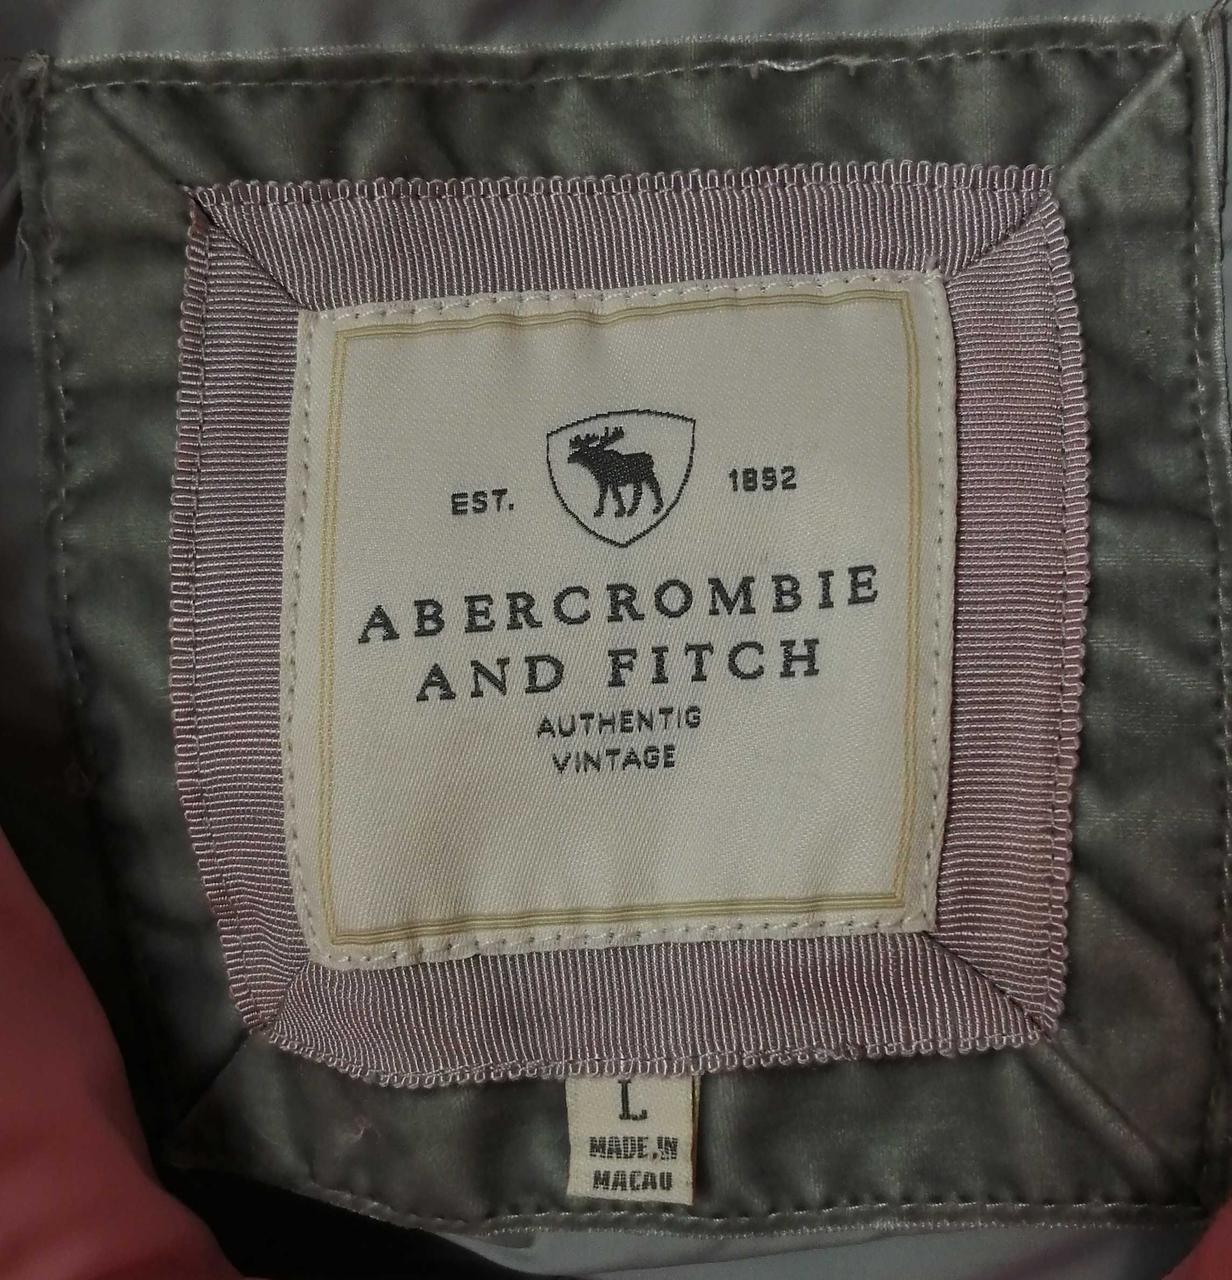 EST. 1892
ABERCROMBIE
AND FITCH
AUTHENTIC
VINTAGE
L
MADE IN
MACAU